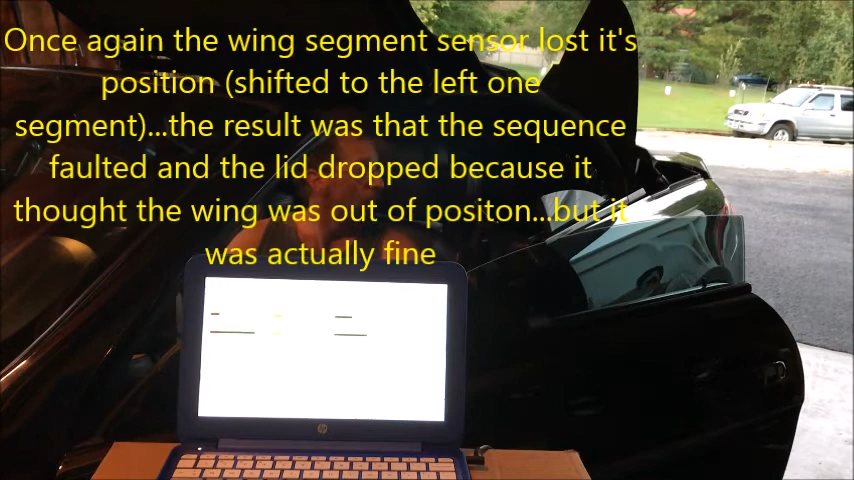 Once again the wing segment sensor lost it's
position (shifted to the left one
segment)...the result was that the sequence
faulted and the lid dropped because it
thought the wing was out of positon...but it
was actually fine
hp